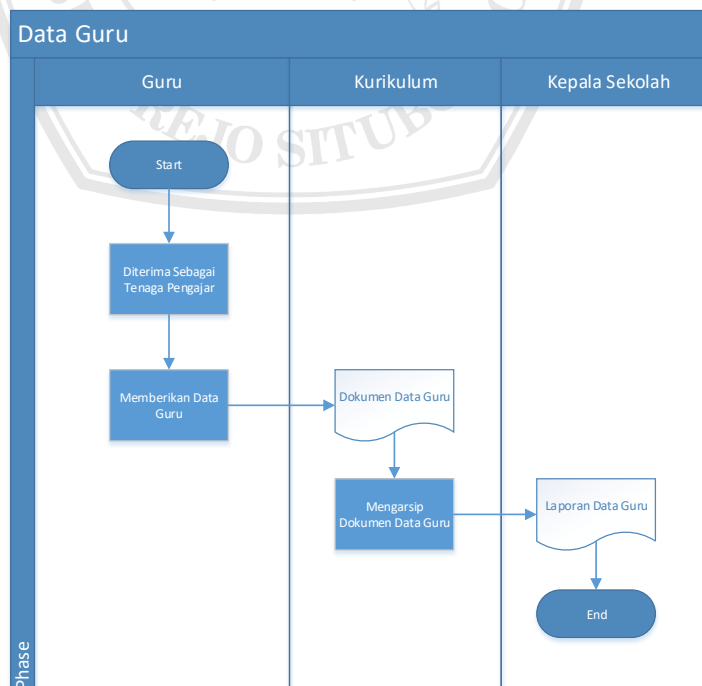 Data Guru
Guru
Kurikulum
Kepala Sekolah
REJO SITUBO
Start
Diterima Sebagai
Tenaga Pengajar
Memberikan Data
Guru
Dokumen Data Guru
Mengarsip
Dokumen Data Guru
Laporan Data Guru
End
Phase